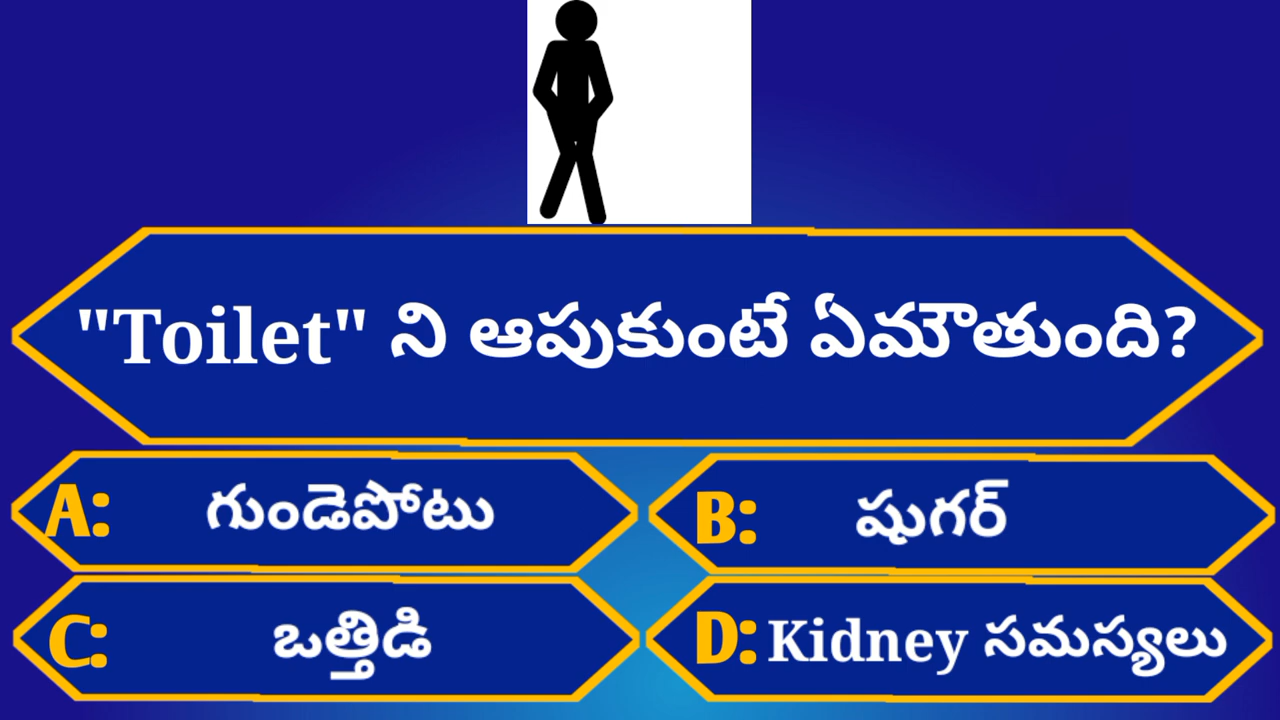 "Toilet" ని ఆపుకుంటే ఏమౌతుంది?
A: గుండెపోటు
B: షుగర్
C: ఒత్తిడి
D: Kidney సమస్యలు